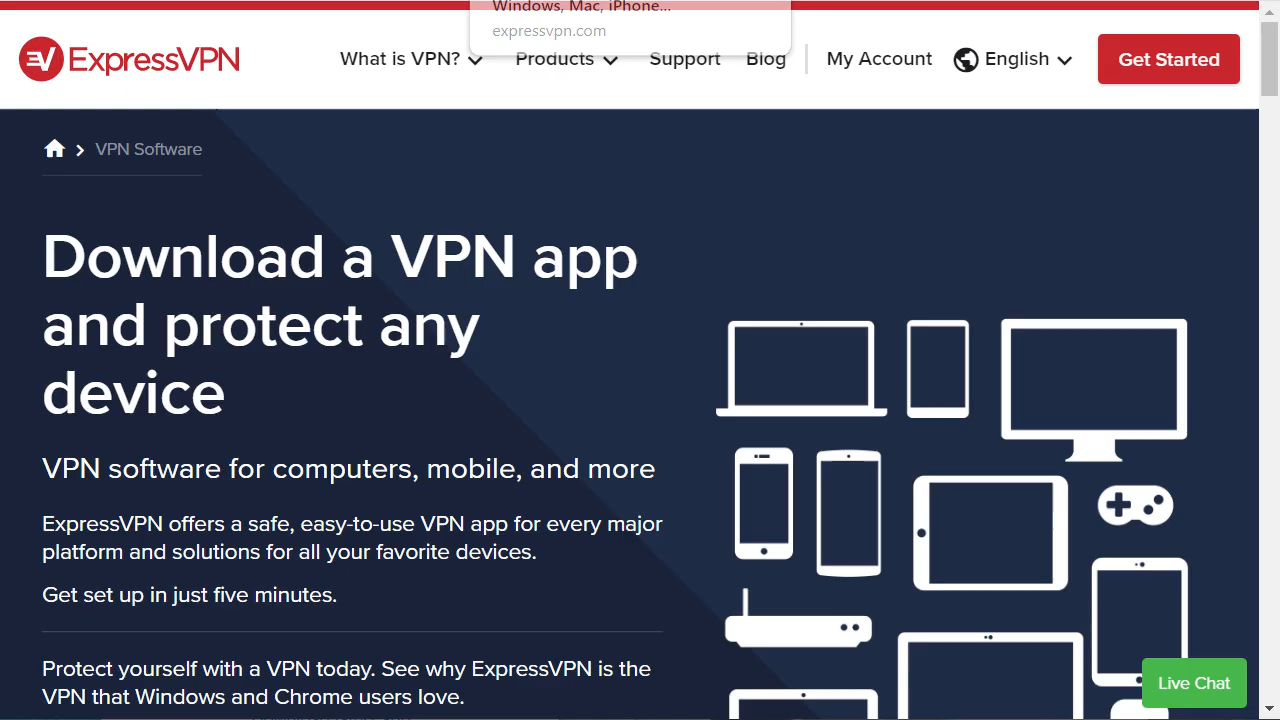 Windows, Mac, iPhone...
expressvpn.com
ExpressVPN
What is VPN?
Products
Support
Blog
My Account
English
Get Started
VPN Software
Download a VPN app
and protect any
device
VPN software for computers, mobile, and more
ExpressVPN offers a safe, easy-to-use VPN app for every major
platform and solutions for all your favorite devices.
Get set up in just five minutes.
Protect yourself with a VPN today. See why ExpressVPN is the
VPN that Windows and Chrome users love.
Live Chat